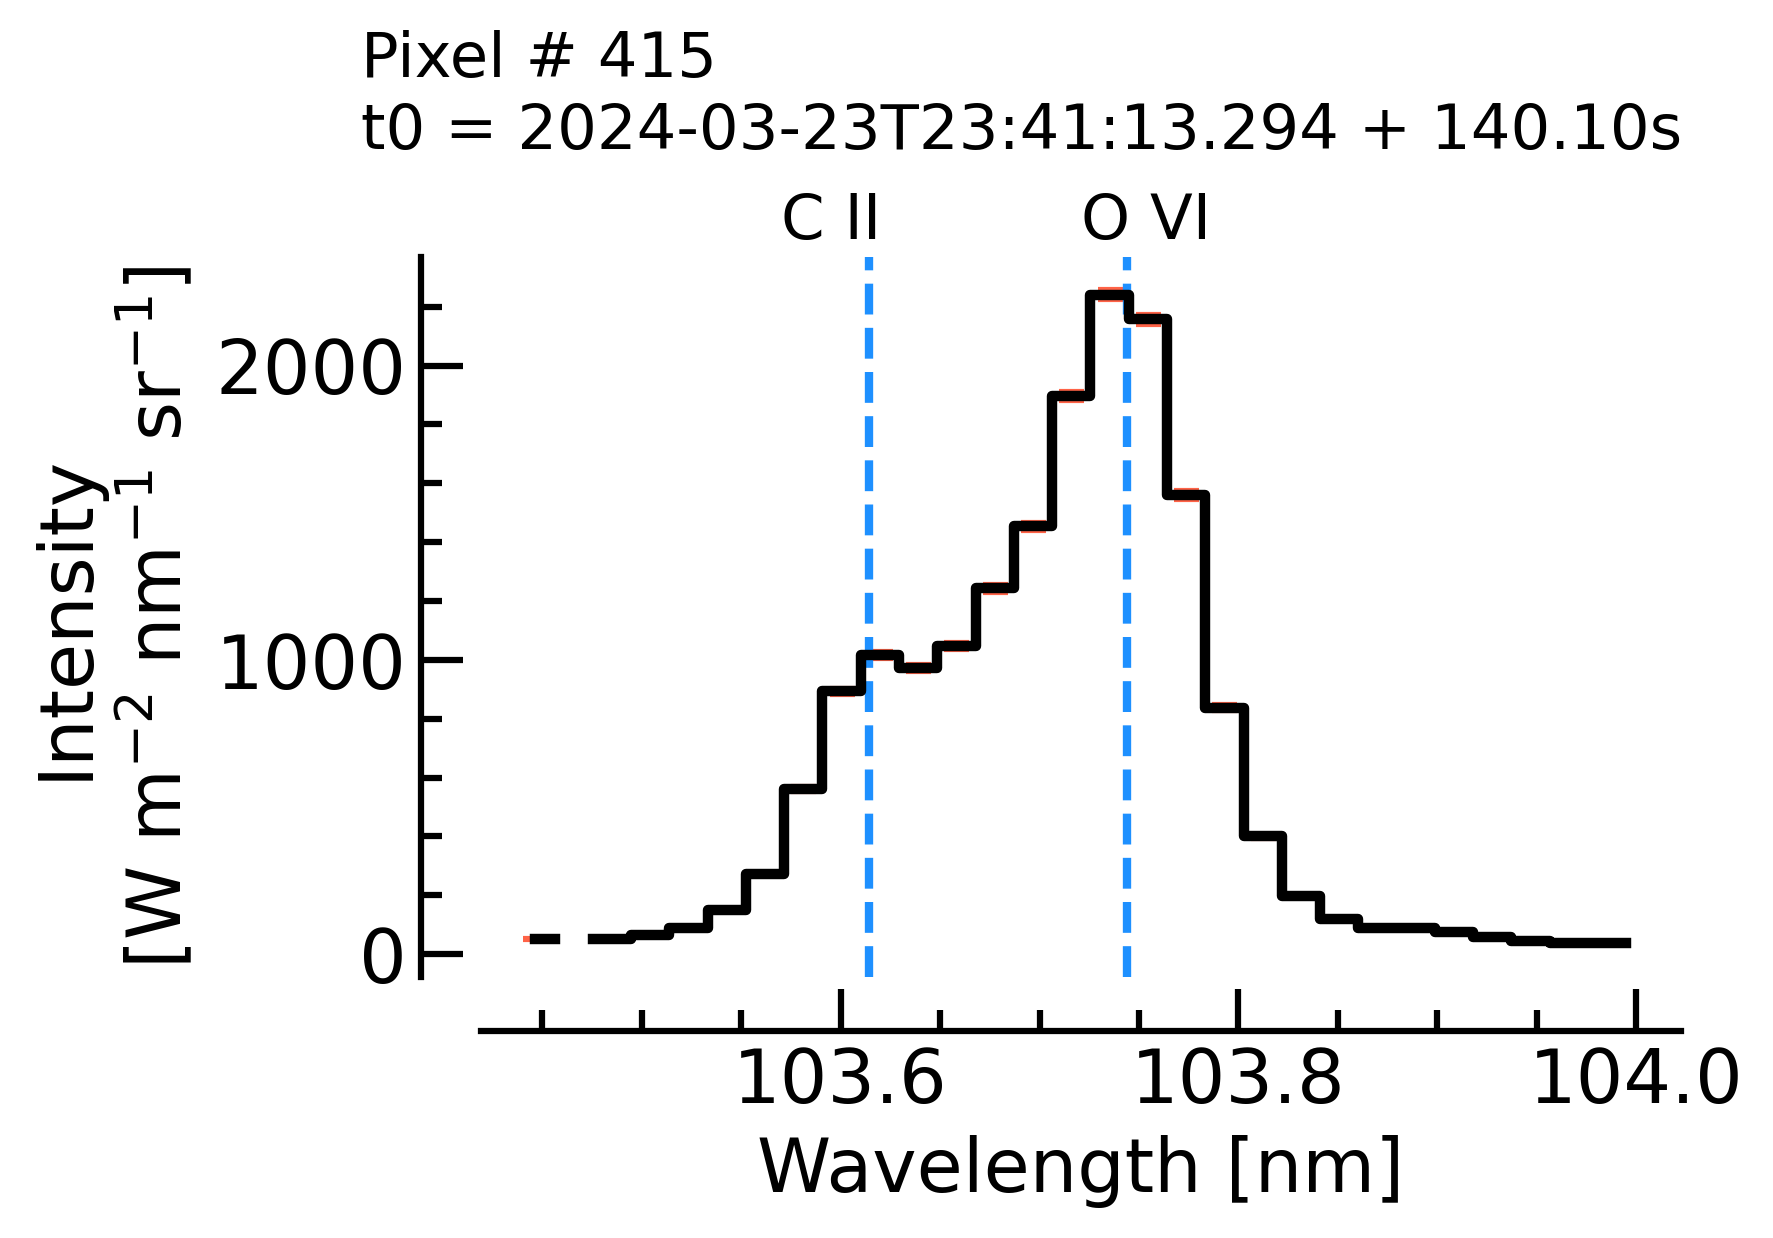 Pixel # 415
t0 = 2024-03-23T23:41:13.294 + 140.10s
C II
O VI
Intensity
[W m⁻² nm⁻¹ sr⁻¹]
2000
1000
0
103.6
103.8
104.0
Wavelength [nm]